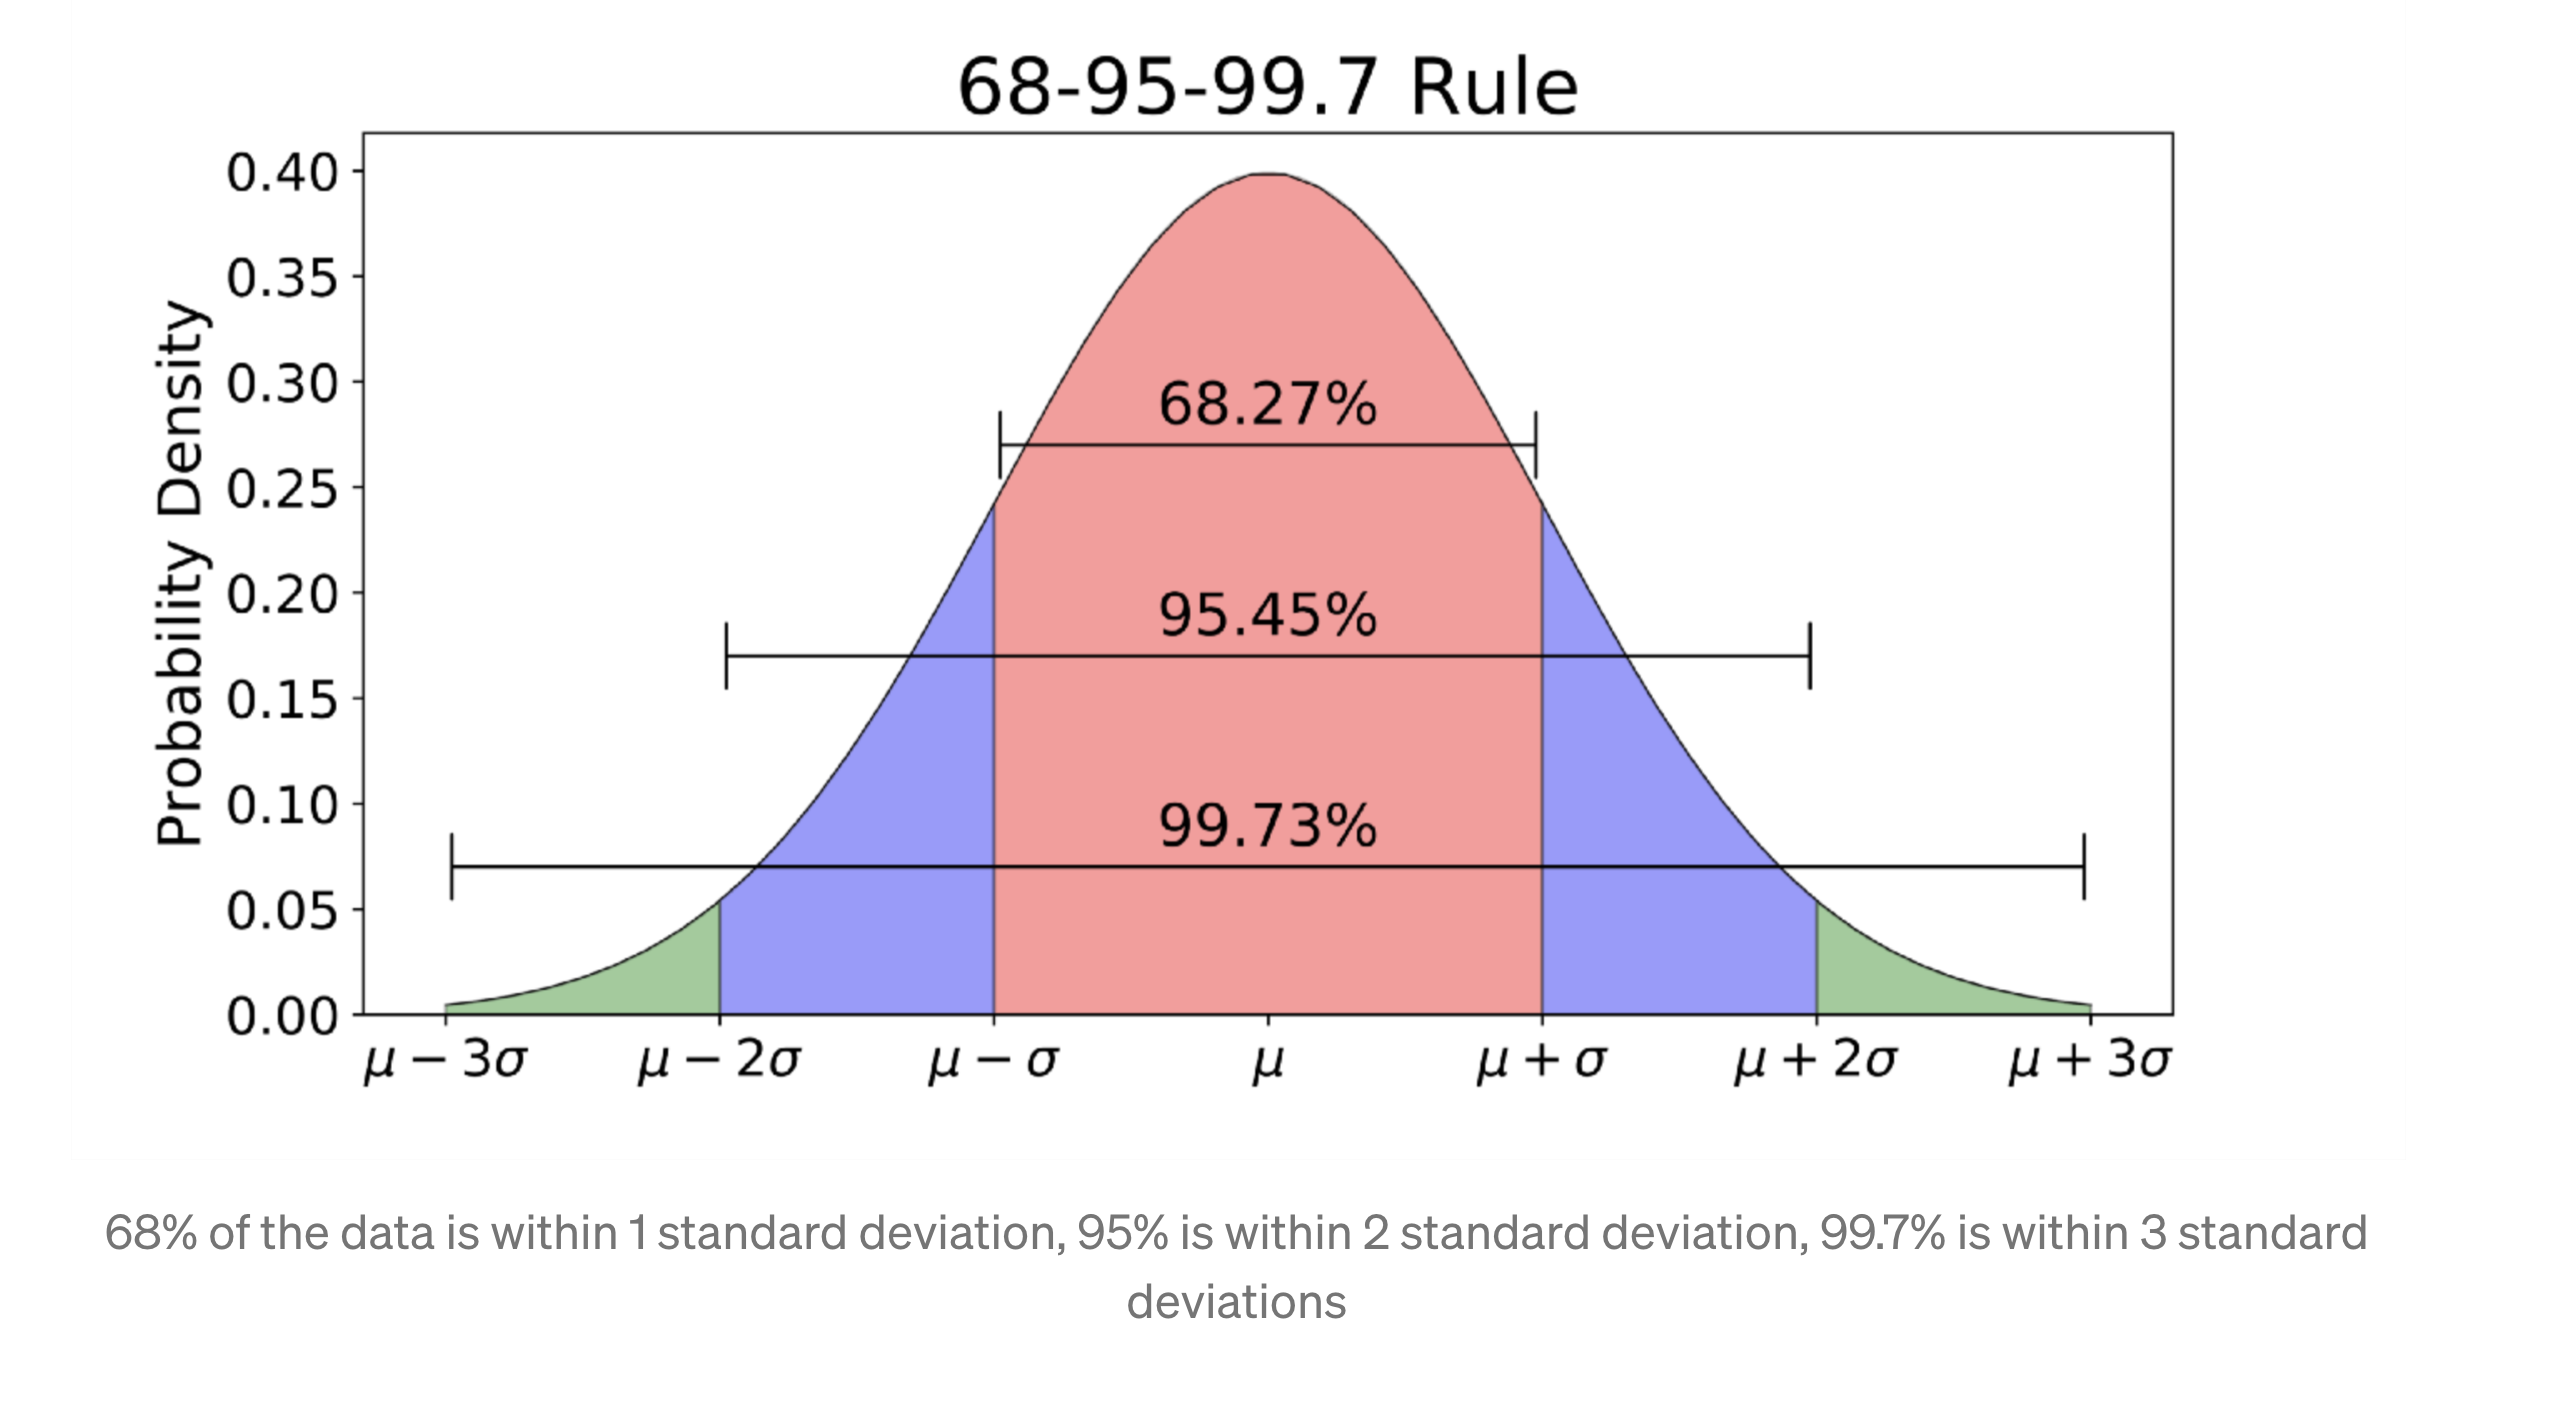 68-95-99.7 Rule
Probability Density
0.40
0.35
0.30
0.25
0.20
0.15
0.10
0.05
0.00
68.27%
95.45%
99.73%
μ − 3σ
μ − 2σ
μ − σ
μ
μ + σ
μ + 2σ
μ + 3σ
68% of the data is within 1 standard deviation, 95% is within 2 standard deviation, 99.7% is within 3 standard
deviations